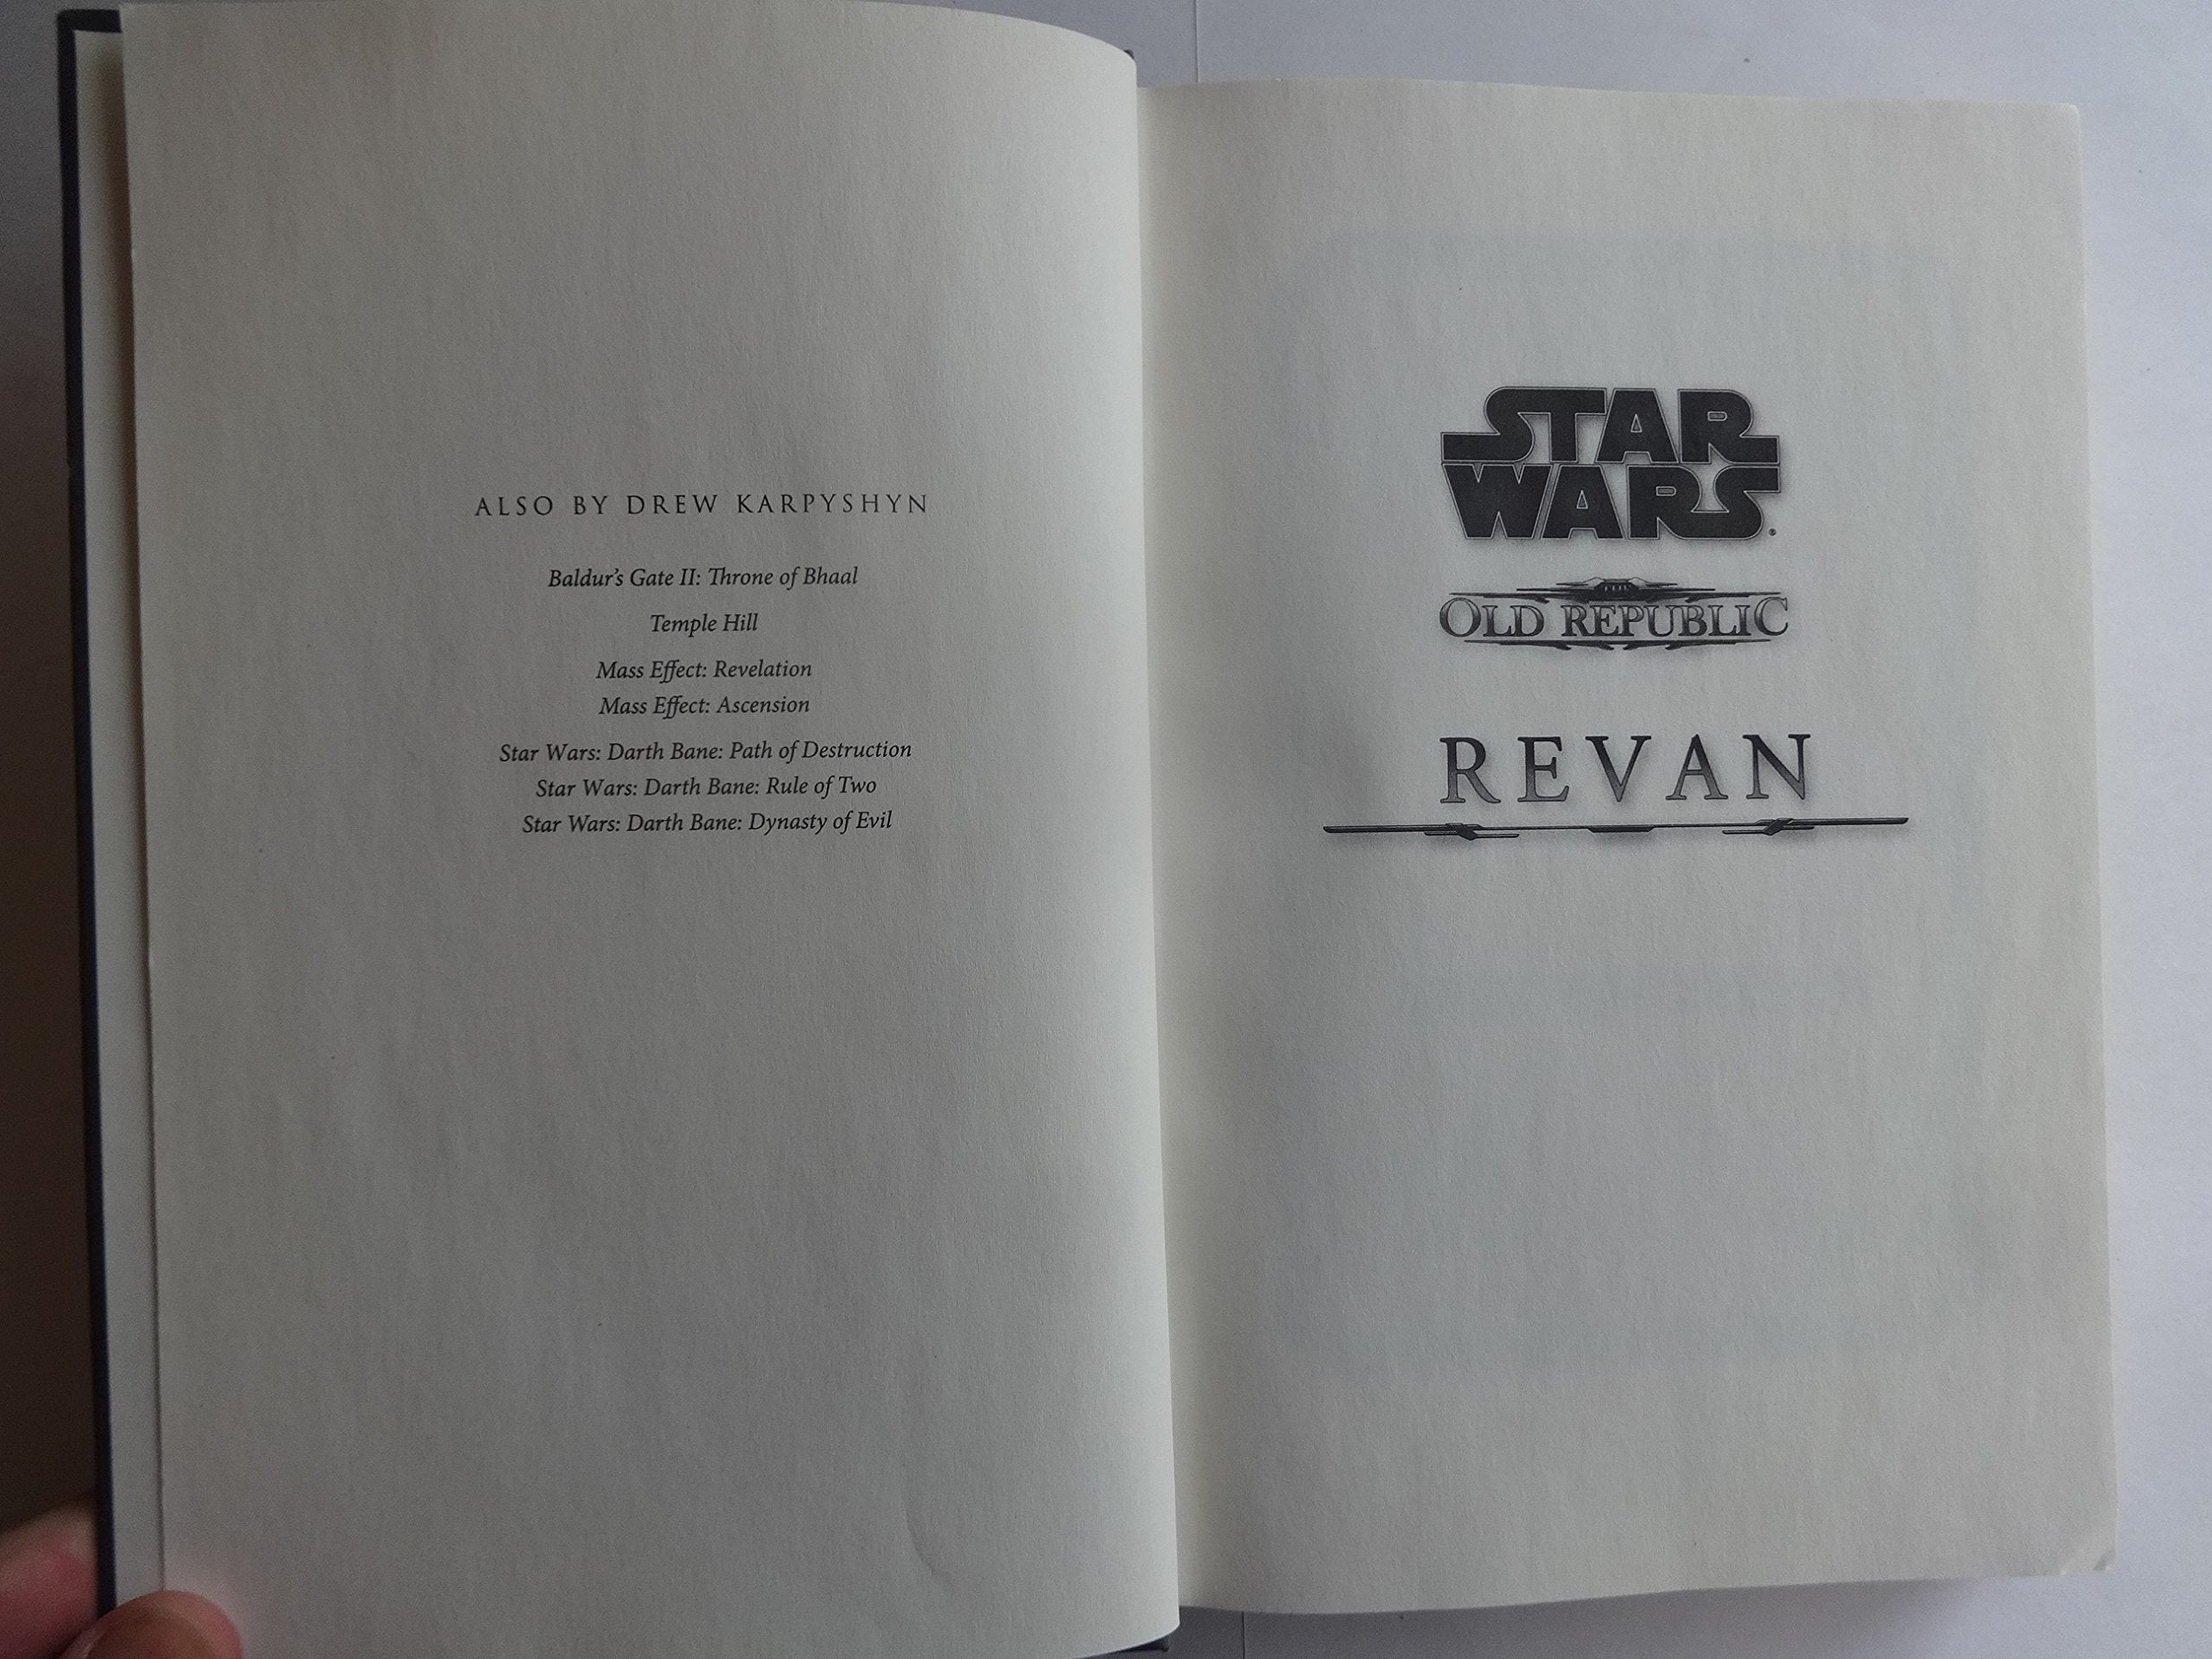 ALSO BY DREW KARPYSHYN
Baldur's Gate II: Throne of Bhaal
Temple Hill
Mass Effect: Revelation
Mass Effect: Ascension
Star Wars: Darth Bane: Path of Destruction
Star Wars: Darth Bane: Rule of Two
Star Wars: Darth Bane: Dynasty of Evil
STAR
WARS
OLD REPUBLIC
REVAN